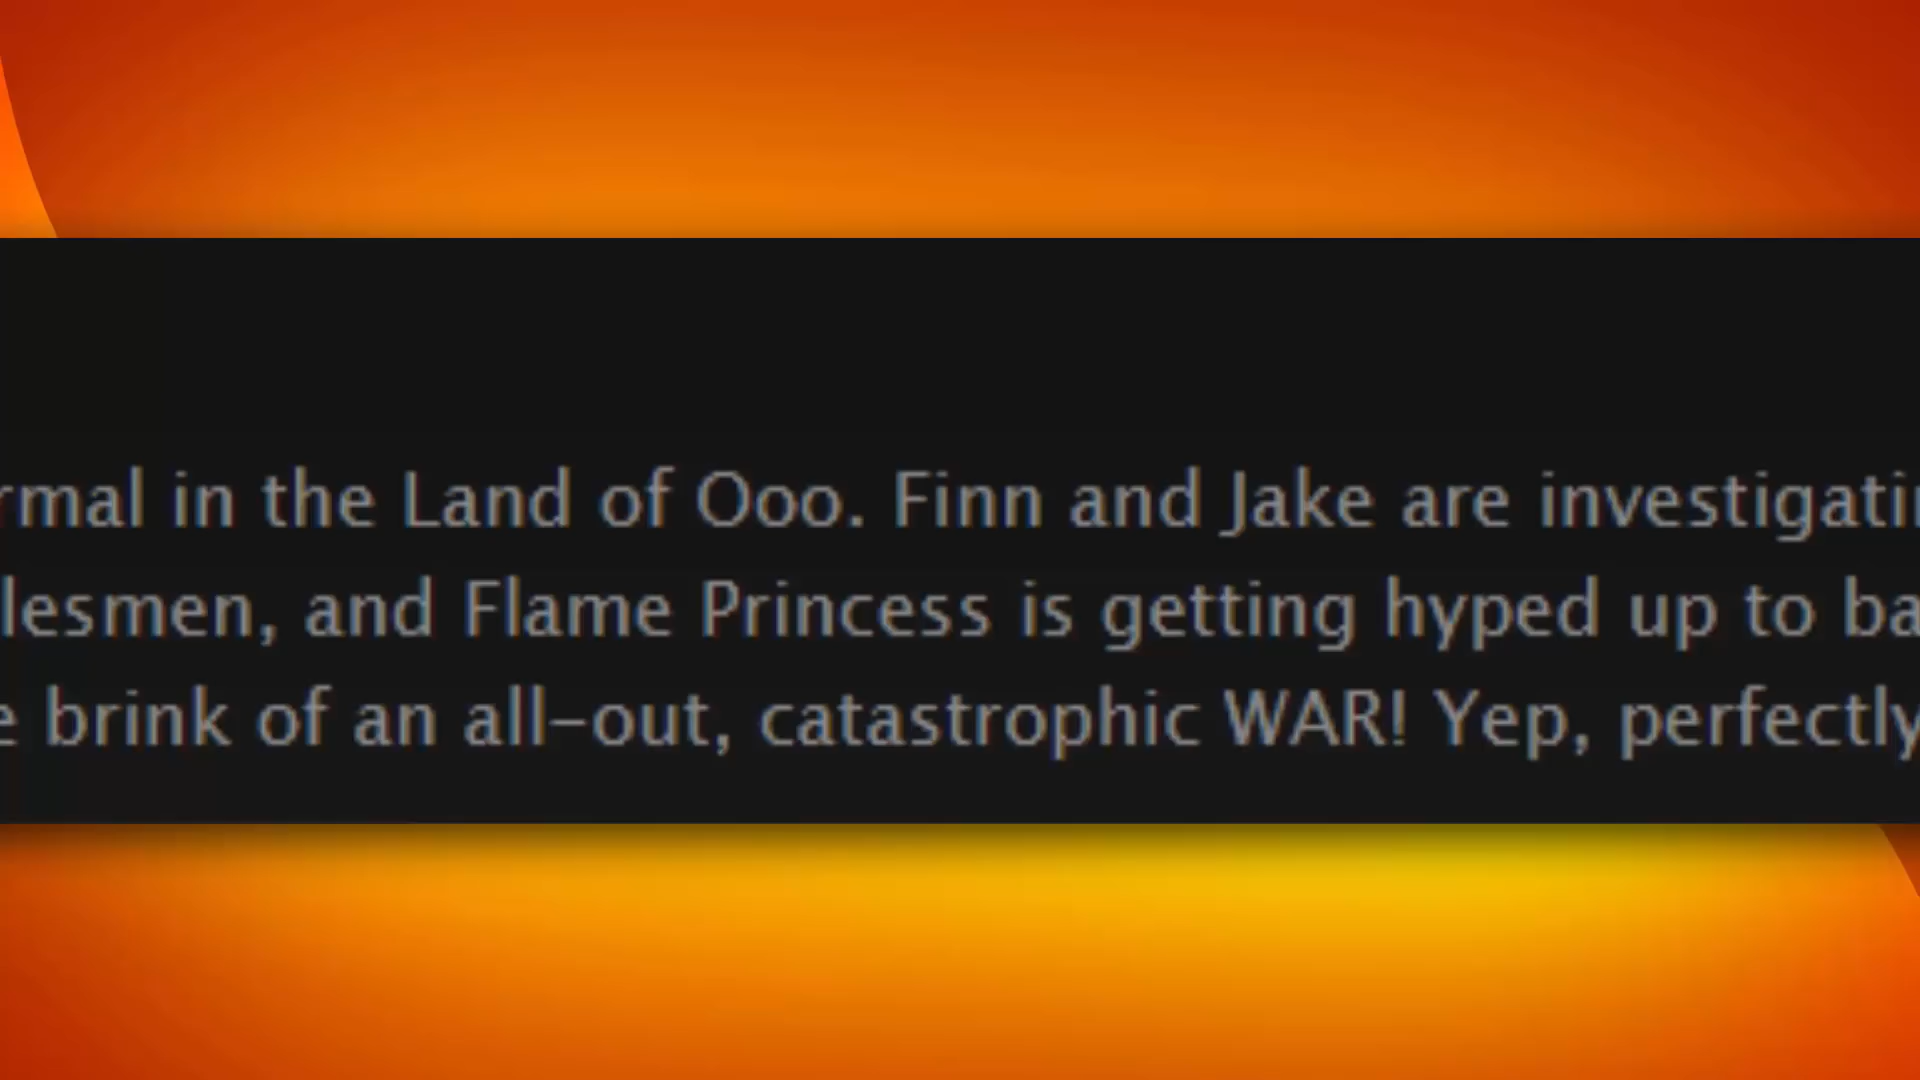 rmal in the Land of Ooo. Finn and Jake are investigati
lesmen, and Flame Princess is getting hyped up to ba
e brink of an all-out, catastrophic WAR! Yep, perfectly